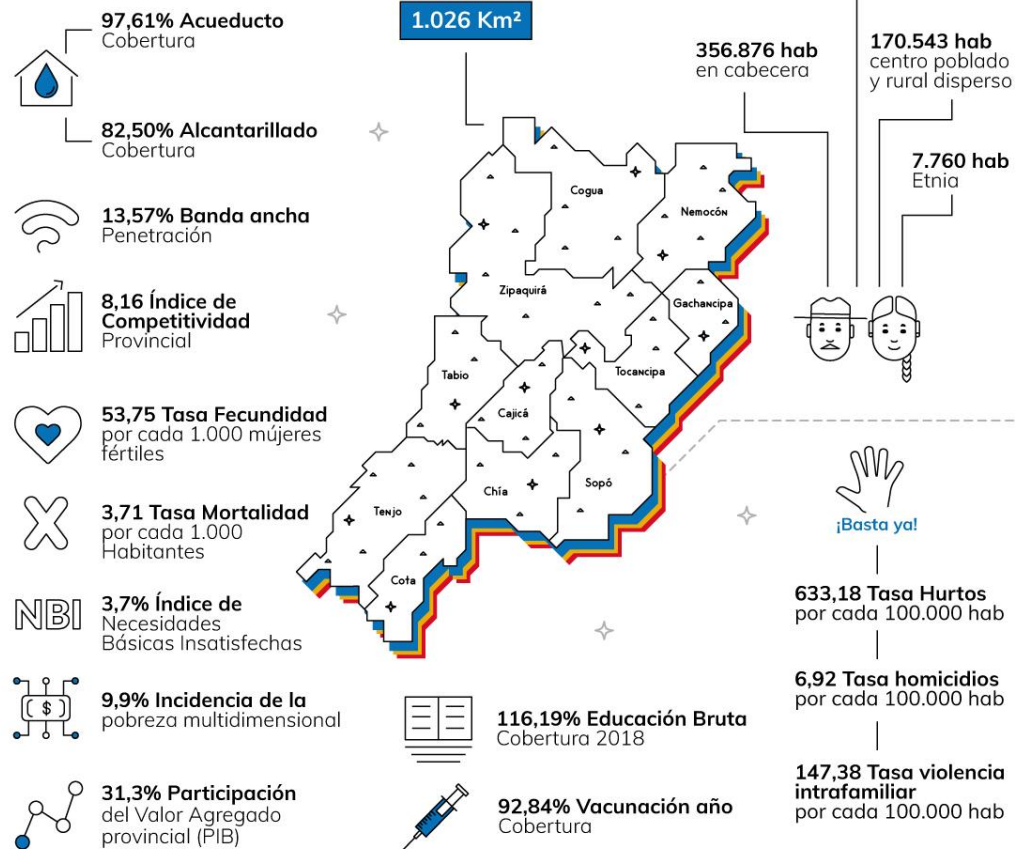 97,61% Acueducto
Cobertura
82,50% Alcantarillado
Cobertura
13,57% Banda ancha
Penetración
8,16 Índice de
Competitividad
Provincial
53,75 Tasa Fecundidad
por cada 1.000 mújeres
fértiles
3,71 Tasa Mortalidad
por cada 1.000
Habitantes
NBI
3,7% Índice de
Necesidades
Básicas Insatisfechas
$
9,9% Incidencia de la
pobreza multidimensional
31,3% Participación
del Valor Agregado
provincial (PIB)
1.026 Km²
Cogua
Nemocón
Zipaquirá
Gachancipa
Tabio
Tocancipa
Cajicá
Chía
Sopó
Tenjo
Cota
116,19% Educación Bruta
Cobertura 2018
92,84% Vacunación año
Cobertura
356.876 hab
en cabecera
170.543 hab
centro poblado
y rural disperso
7.760 hab
Etnia
¡Basta ya!
633,18 Tasa Hurtos
por cada 100.000 hab
6,92 Tasa homicidios
por cada 100.000 hab
147,38 Tasa violencia
intrafamiliar
por cada 100.000 hab